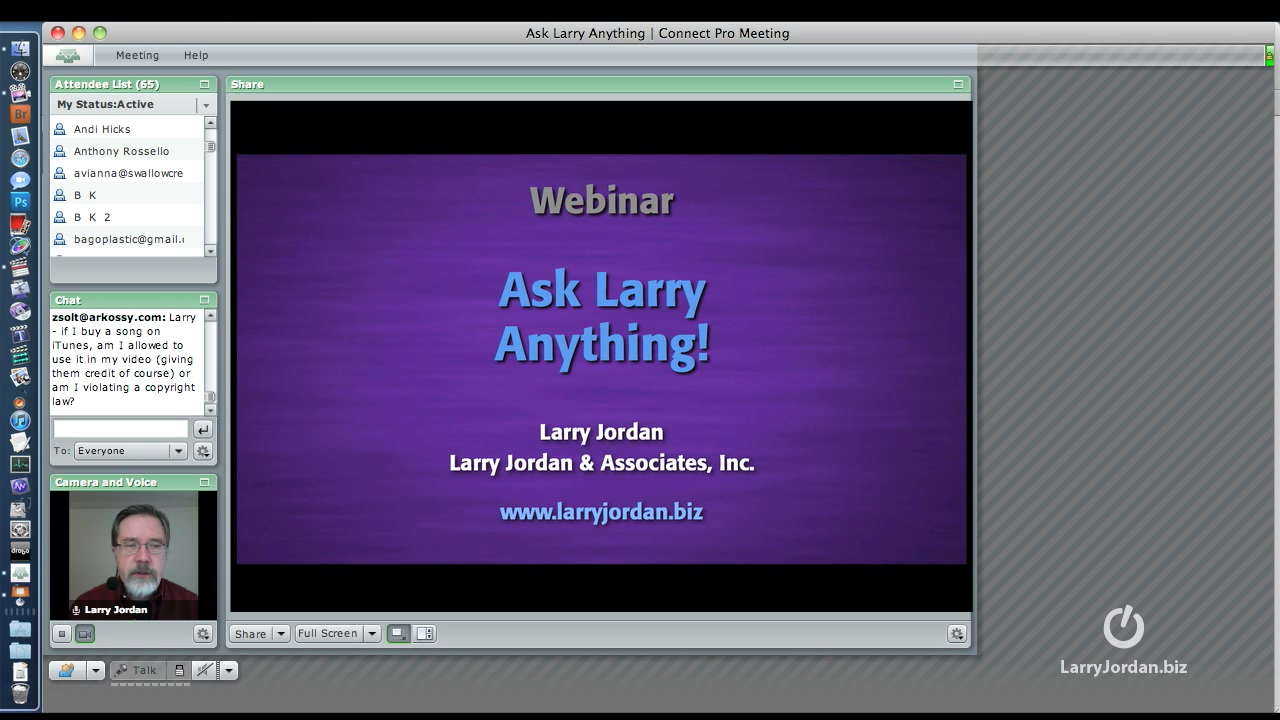 Ask Larry Anything | Connect Pro Meeting
Meeting Help
Attendee List (65)
My Status:Active
Andi Hicks
Anthony Rossello
avianna@swallowcre
B K
B K 2
bagoplastic@gmail.c
Chat
zsolt@arkossy.com: Larry
- if I buy a song on
iTunes, am I allowed to
use it in my video (giving
them credit of course) or
am I violating a copyright
law?
To: Everyone
Camera and Voice
Larry Jordan
Talk
Share
Webinar
Ask Larry
Anything!
Larry Jordan
Larry Jordan & Associates, Inc.
www.larryjordan.biz
Share Full Screen
LarryJordan.biz
Br
Ps
drobo